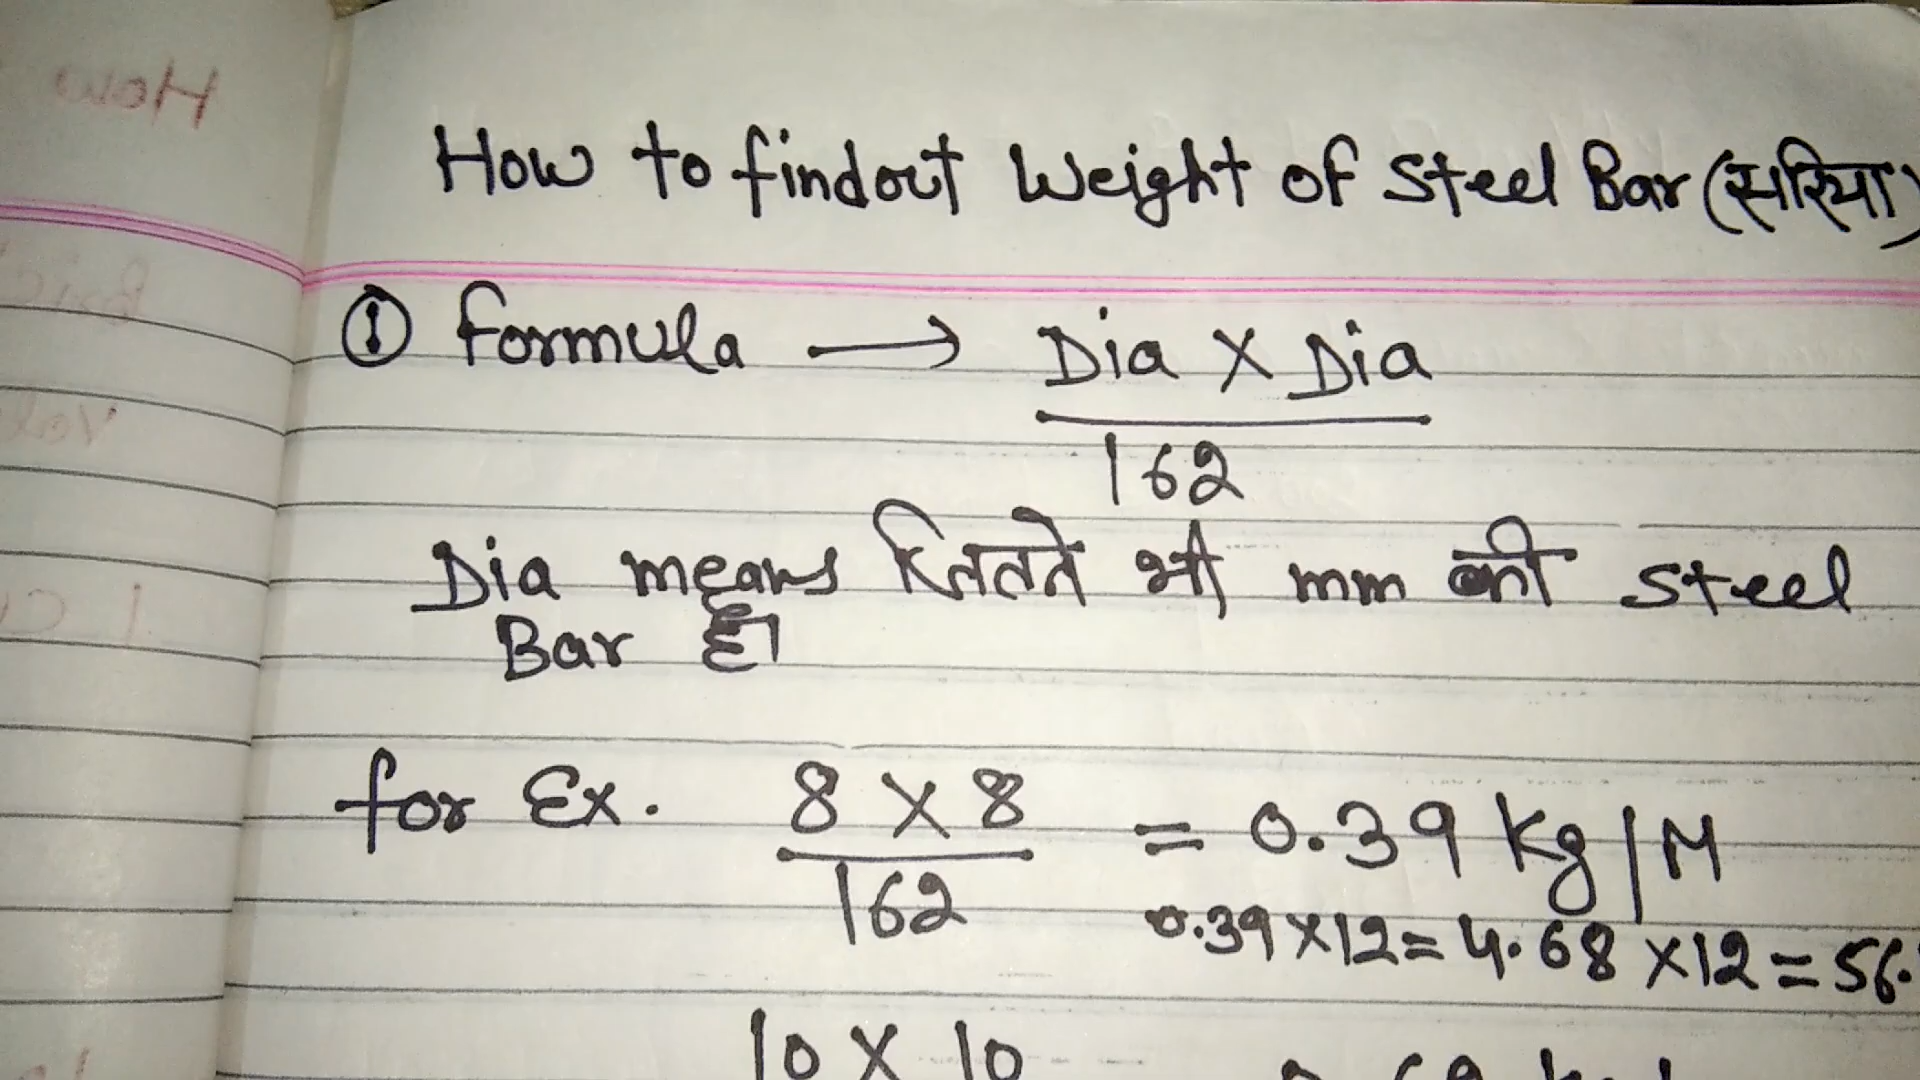 How to findout Weight of Steel Bar (सरिया)
① formula → Dia X Dia
162
Dia means जितने भी mm की steel
Bar हो
for Ex. 8 X 8
162
= 0.39 Kg/M
0.39 X 12 = 4.68 X 12 = 56.
10 X 10